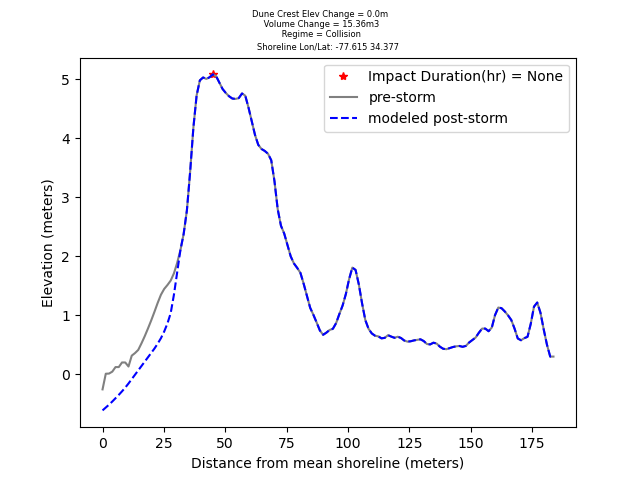 Dune Crest Elev Change = 0.0m
Volume Change = 15.36m3
Regime = Collision
Shoreline Lon/Lat: -77.615 34.377
Impact Duration(hr) = None
pre-storm
modeled post-storm
Elevation (meters)
5
4
3
2
1
0
0 25 50 75 100 125 150 175
Distance from mean shoreline (meters)